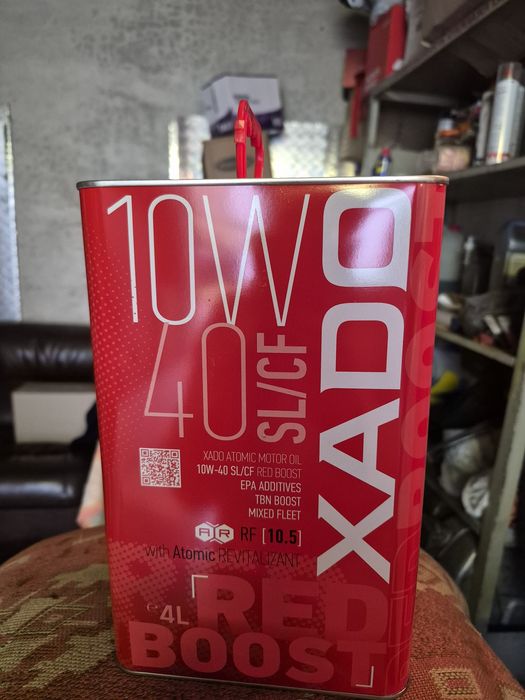 10W
40
SL/CF
XADO
XADO ATOMIC MOTOR OIL
10W-40 SL/CF RED BOOST
EPA ADDITIVES
TBN BOOST
MIXED FLEET
AR RF [10.5]
with Atomic REVITALIZANT
℮ 4L
RED
BOOST